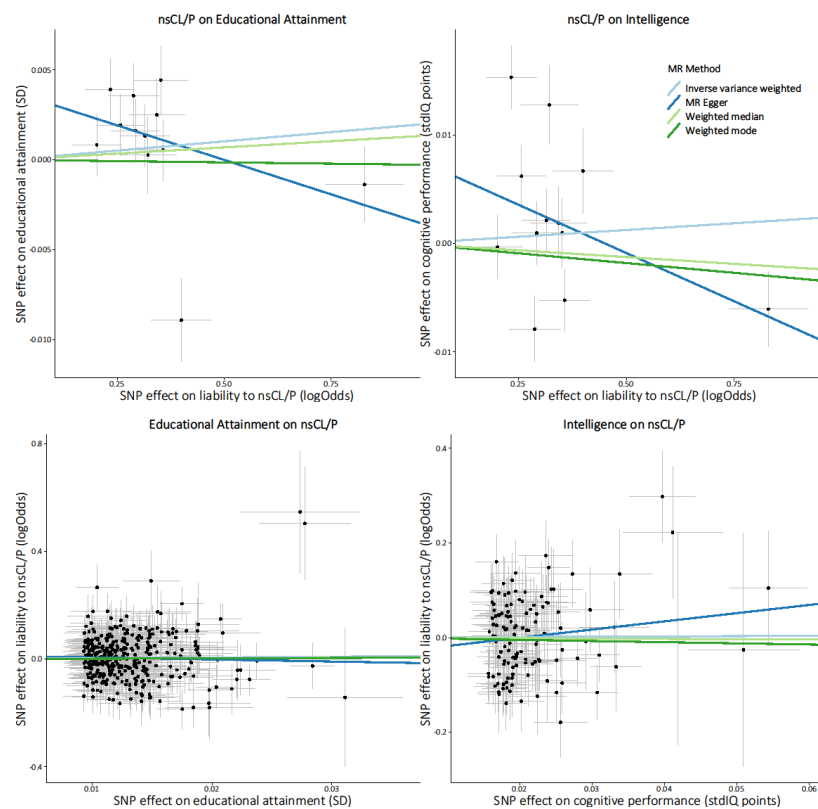 nsCL/P on Educational Attainment
SNP effect on educational attainment (SD)
0.005
0.000
-0.005
-0.010
0.25
0.50
0.75
SNP effect on liability to nsCL/P (logOdds)
nsCL/P on Intelligence
SNP effect on cognitive performance (stdIQ points)
0.01
0.00
-0.01
MR Method
Inverse variance weighted
MR Egger
Weighted median
Weighted mode
0.25
0.50
0.75
SNP effect on liability to nsCL/P (logOdds)
Educational Attainment on nsCL/P
SNP effect on liability to nsCL/P (logOdds)
0.8
0.4
0.0
-0.4
0.01
0.02
0.03
SNP effect on educational attainment (SD)
Intelligence on nsCL/P
SNP effect on liability to nsCL/P (logOdds)
0.4
0.2
0.0
-0.2
0.02
0.03
0.04
0.05
0.06
SNP effect on cognitive performance (stdIQ points)